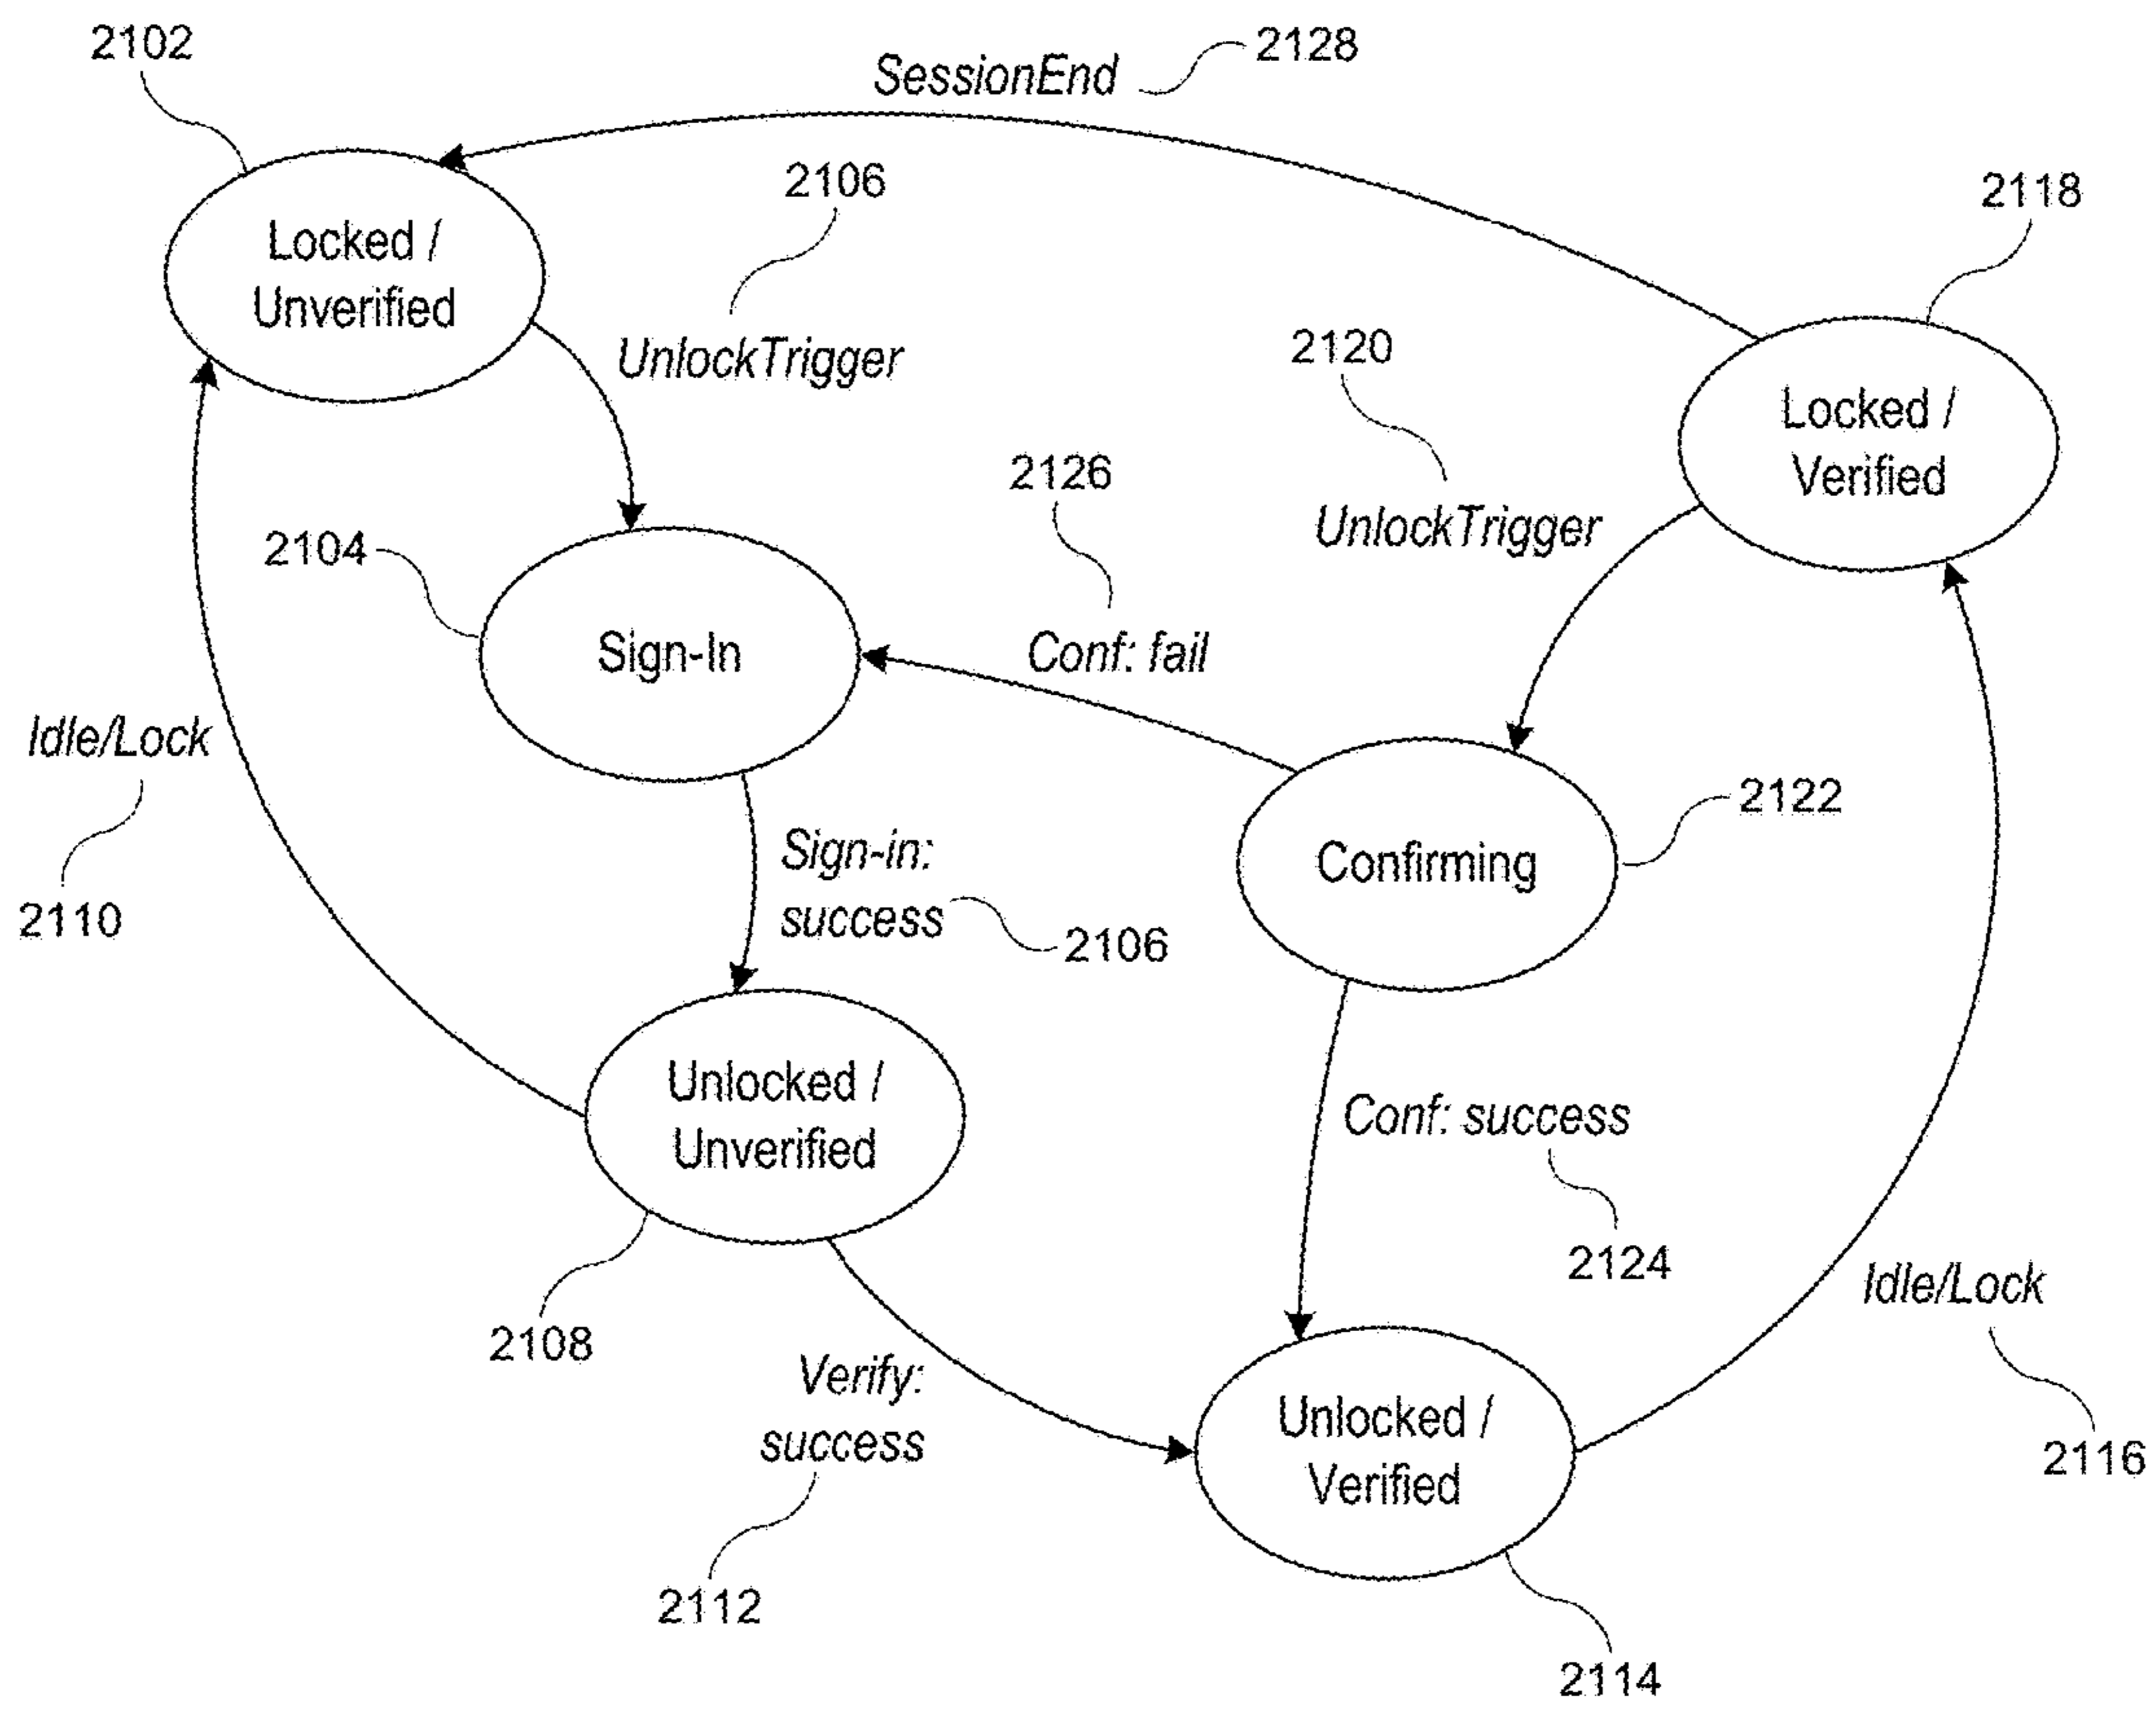 2102
SessionEnd
2128
2106
2118
Locked /
Unverified
UnlockTrigger
2120
Locked /
Verified
2126
UnlockTrigger
2104
Sign-In
Conf: fail
Idle/Lock
2122
Sign-in:
success
Confirming
2110
2106
Unlocked /
Unverified
Conf: success
2124
Idle/Lock
2108
Verify:
success
Unlocked /
Verified
2116
2112
2114